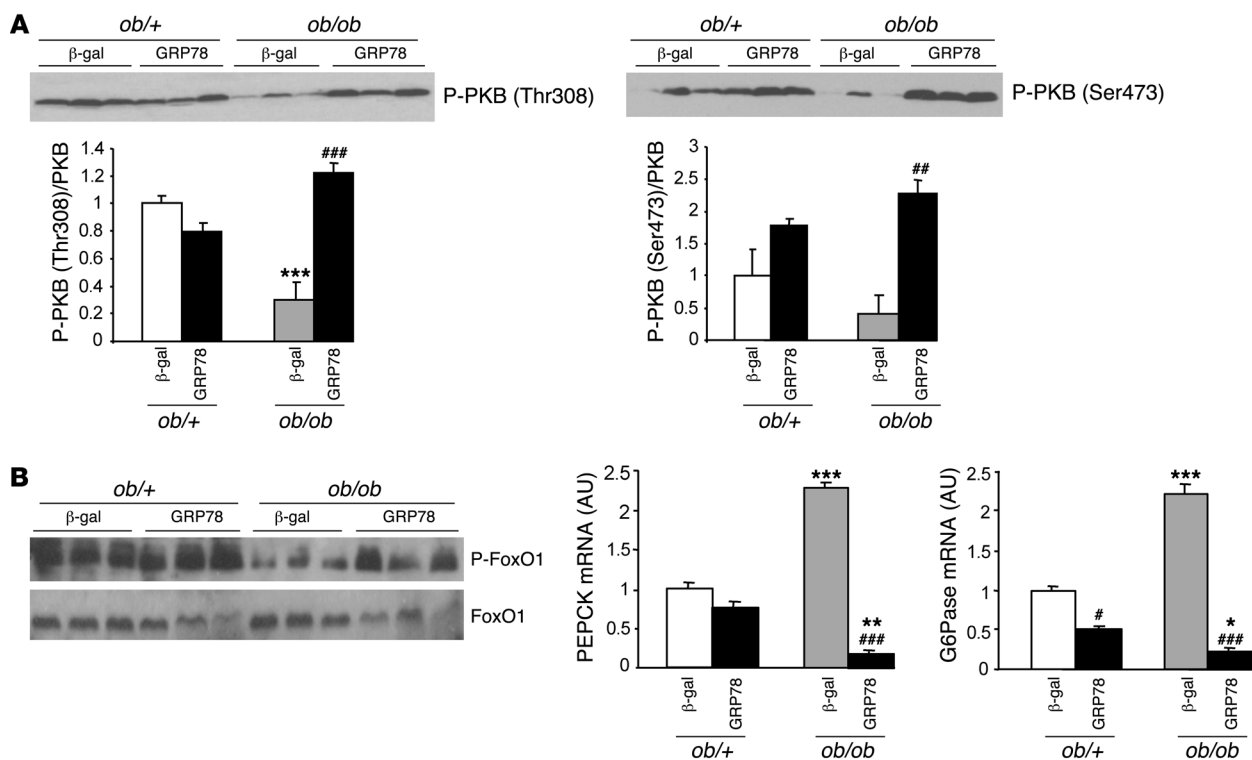 A
ob/+ ob/ob
β-gal GRP78 β-gal GRP78
P-PKB (Thr308)
ob/+ ob/ob
β-gal GRP78 β-gal GRP78
P-PKB (Ser473)
P-PKB (Thr308)/PKB
1.4
1.2
1
0.8
0.6
0.4
0.2
0
***
###
β-gal GRP78 β-gal GRP78
ob/+ ob/ob
P-PKB (Ser473)/PKB
3
2.5
2
1.5
1
0.5
0
##
β-gal GRP78 β-gal GRP78
ob/+ ob/ob
B
ob/+ ob/ob
β-gal GRP78 β-gal GRP78
P-FoxO1
FoxO1
PEPCK mRNA (AU)
2.5
2
1.5
1
0.5
0
***
**
###
β-gal GRP78 β-gal GRP78
ob/+ ob/ob
G6Pase mRNA (AU)
2.5
2
1.5
1
0.5
0
#
***
*
###
β-gal GRP78 β-gal GRP78
ob/+ ob/ob